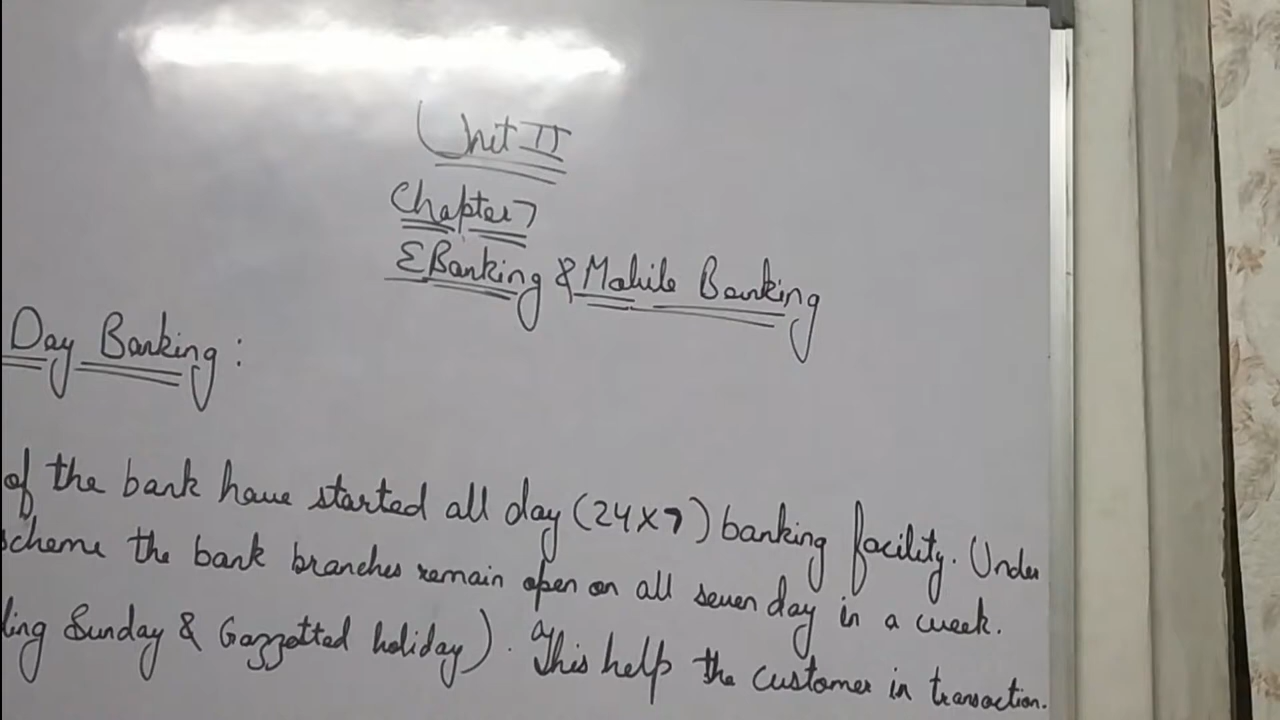 Unit II
Chapter 7
E Banking & Mobile Banking
Day Banking :
of the bank have started all day (24x7) banking facility. Under
scheme the bank branches remain open on all seven day in a week.
ling Sunday & Gazzotted holiday). This help the customer in transaction.